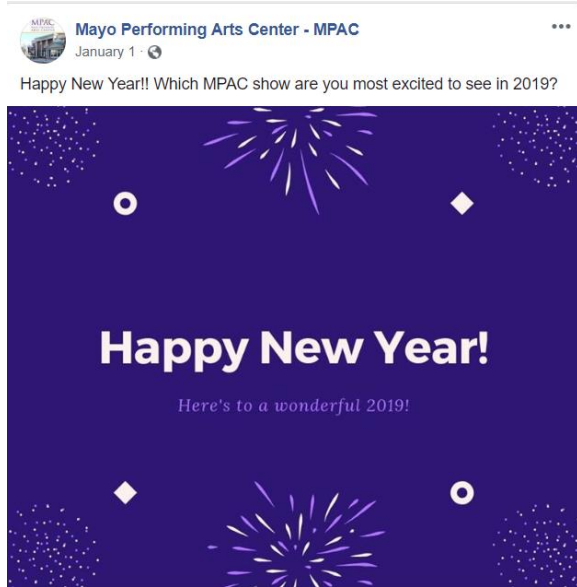 MPAC
Mayo Performing Arts Center - MPAC
January 1 ·
Happy New Year!! Which MPAC show are you most excited to see in 2019?
Happy New Year!
Here's to a wonderful 2019!